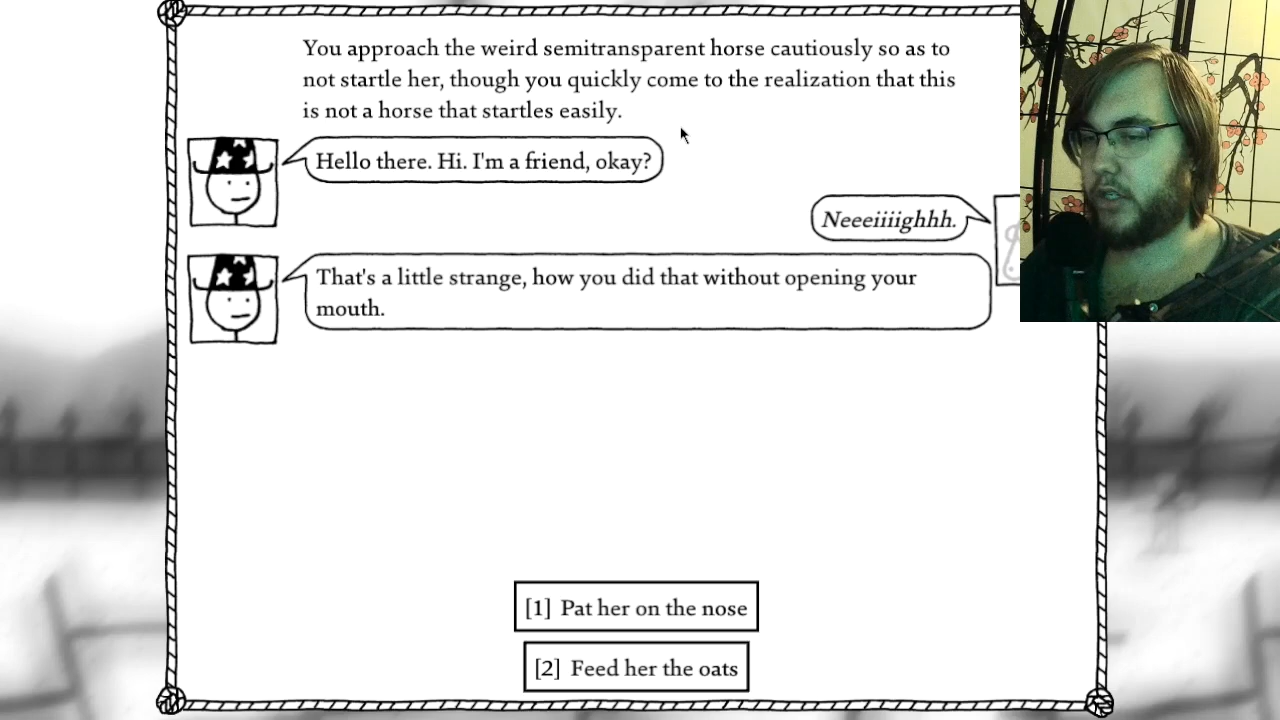 You approach the weird semitransparent horse cautiously so as to
not startle her, though you quickly come to the realization that this
is not a horse that startles easily.
Hello there. Hi. I'm a friend, okay?
Neeeiiiighhh.
That's a little strange, how you did that without opening your
mouth.
[1] Pat her on the nose
[2] Feed her the oats